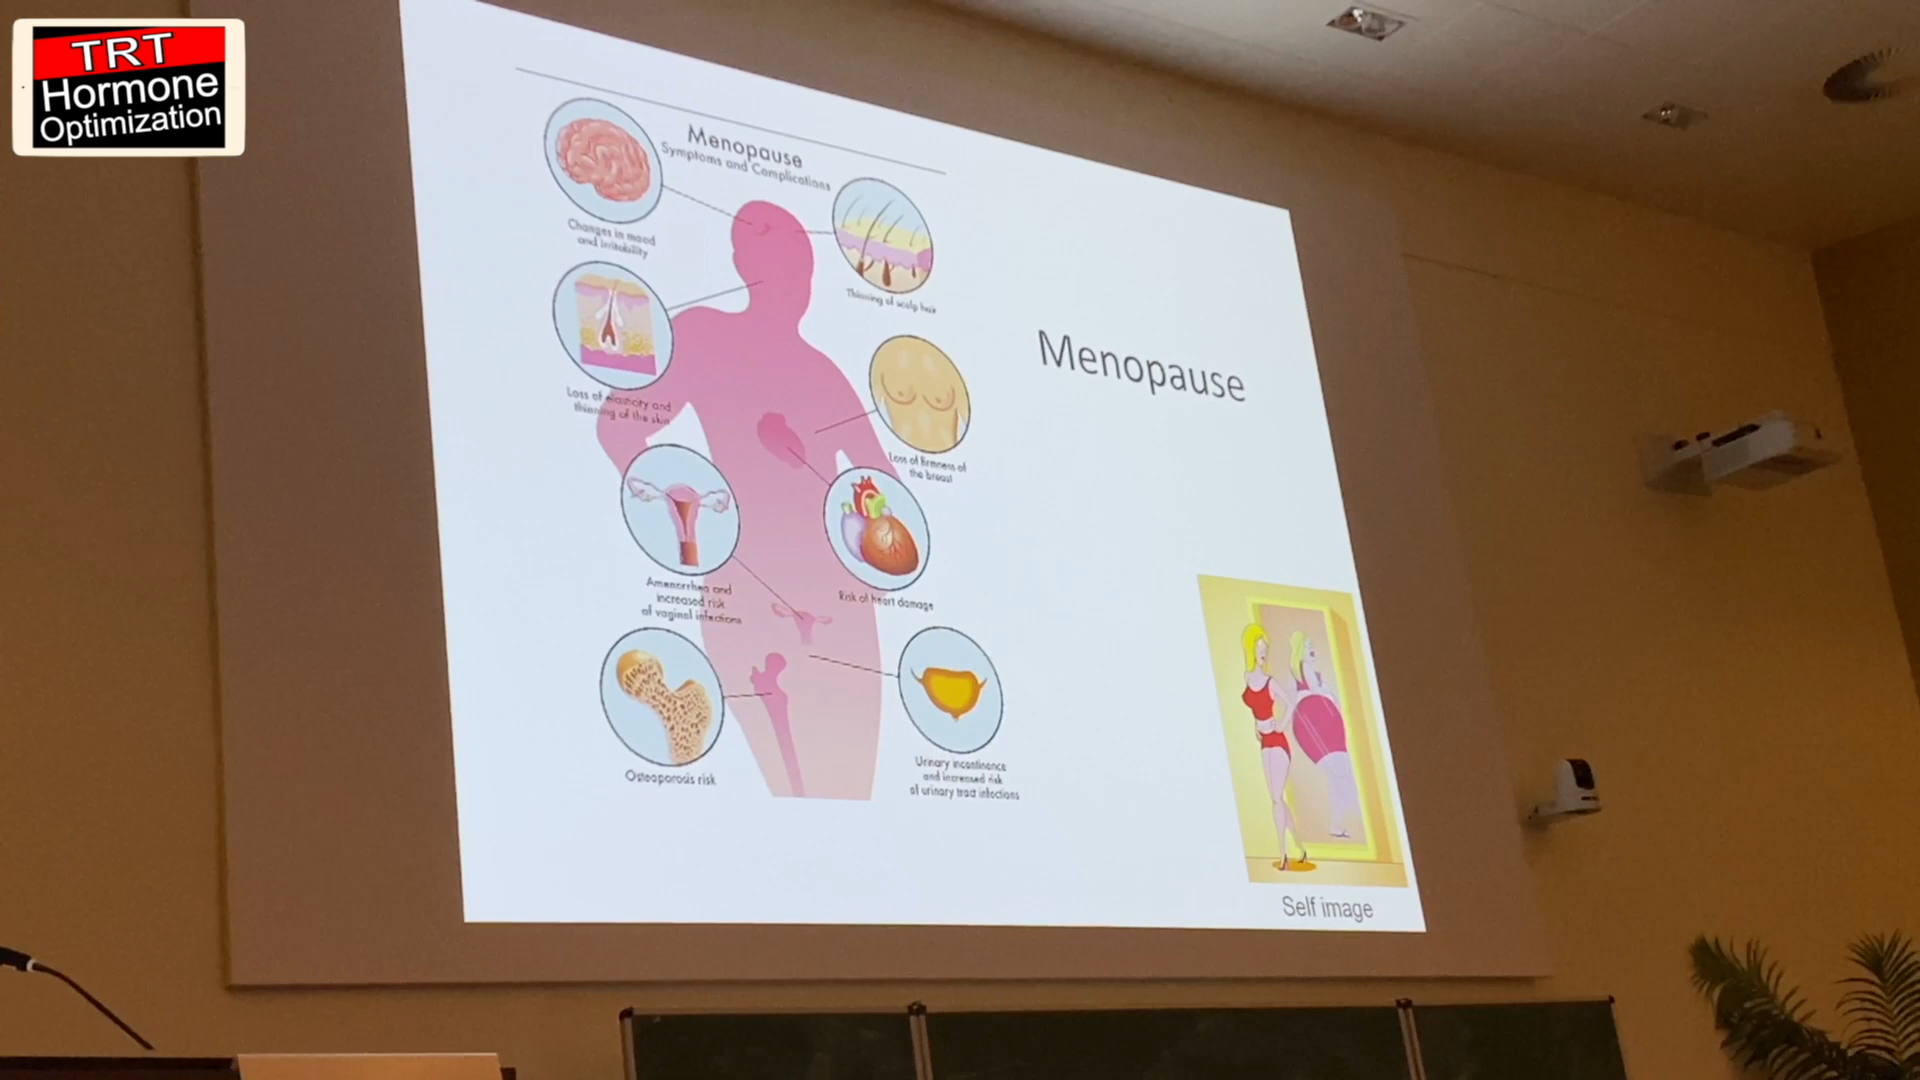 TRT
Hormone
Optimization
Menopause
Symptoms and Complications
Changes in mood
and irritability
Thinning of scalp hair
Loss of elasticity and
thinning of the skin
Loss of firmness of
the breast
Menopause
Amenorrhea and
increased risk
of vaginal infections
Risk of heart damage
Osteoporosis risk
Urinary incontinence
and increased risk
of urinary tract infections
Self image